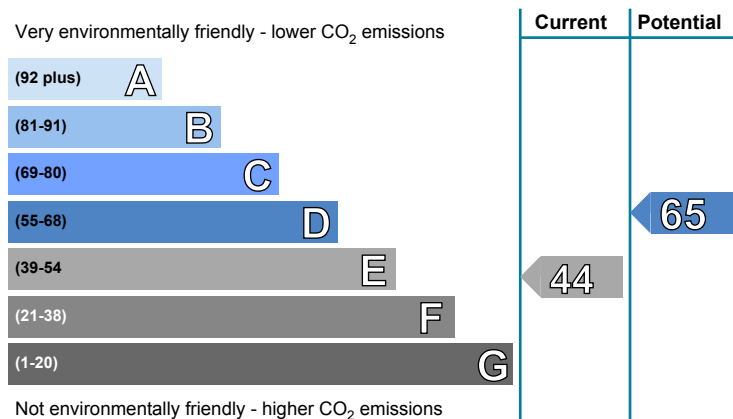 Current Potential
Very environmentally friendly - lower CO2 emissions
(92 plus) A
(81-91) B
(69-80) C
(55-68) D
65
(39-54 E
44
(21-38) F
(1-20) G
Not environmentally friendly - higher CO2 emissions